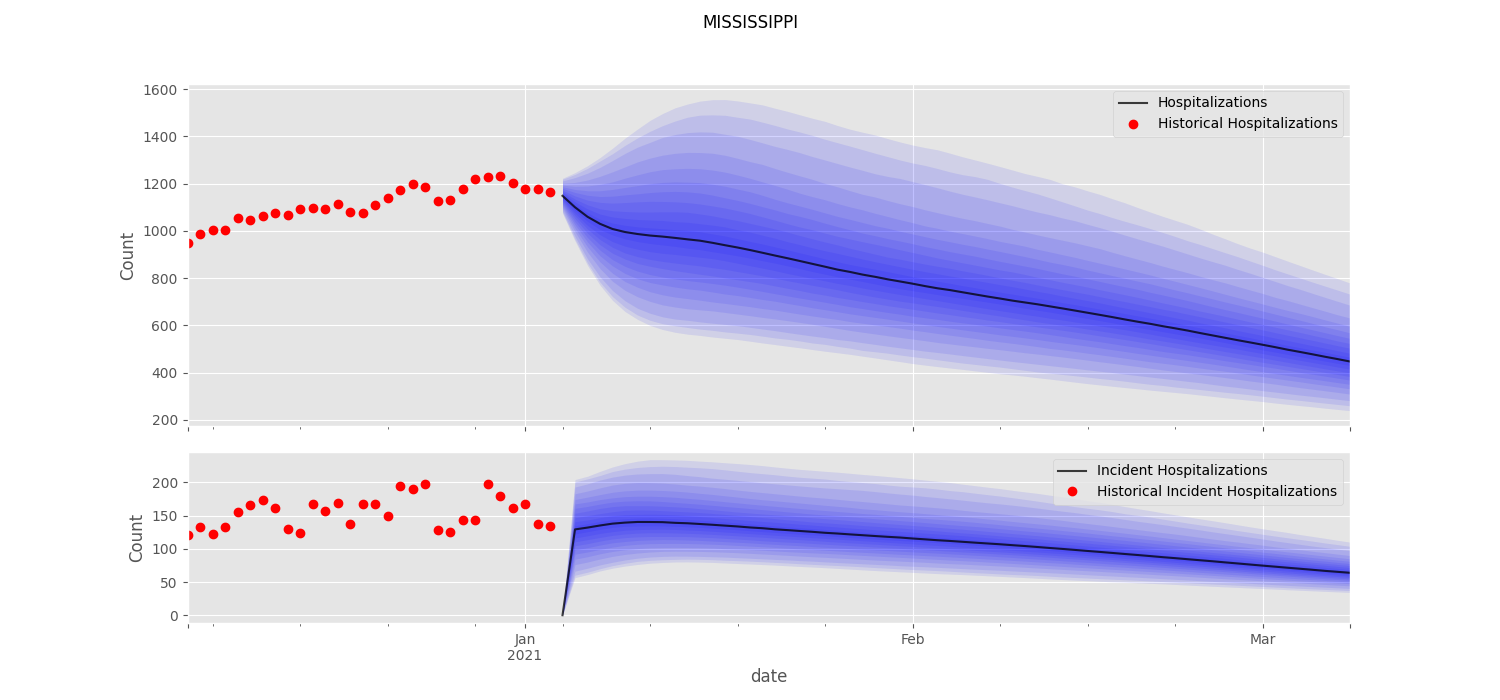 MISSISSIPPI
1600
1400
1200
1000
800
600
400
200
Count
Hospitalizations
Historical Hospitalizations
200
150
100
50
0
Count
Incident Hospitalizations
Historical Incident Hospitalizations
Jan
2021
Feb
Mar
date